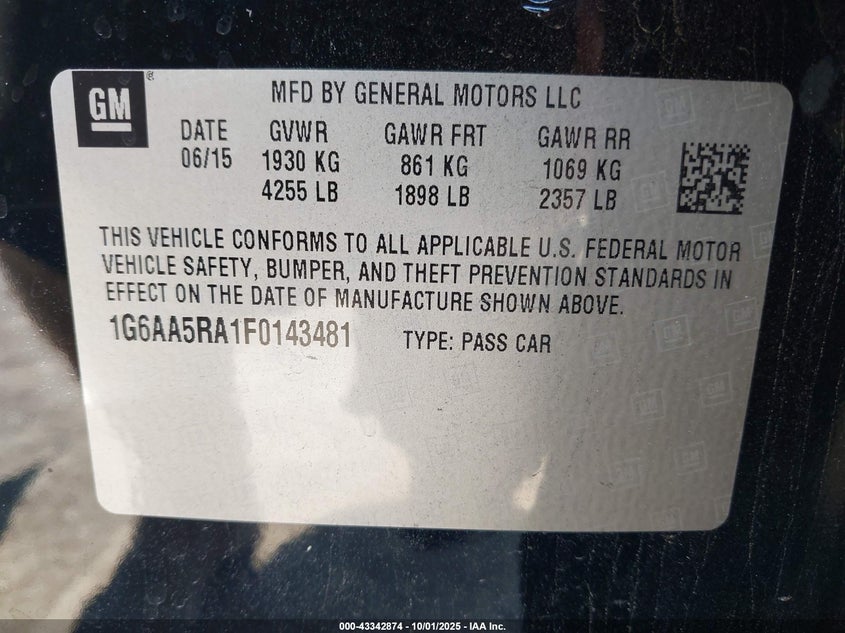 GM
MFD BY GENERAL MOTORS LLC
DATE GVWR GAWR FRT GAWR RR
06/15 1930 KG 861 KG 1069 KG
4255 LB 1898 LB 2357 LB
THIS VEHICLE CONFORMS TO ALL APPLICABLE U.S. FEDERAL MOTOR
VEHICLE SAFETY, BUMPER, AND THEFT PREVENTION STANDARDS IN
EFFECT ON THE DATE OF MANUFACTURE SHOWN ABOVE.
1G6AA5RA1F0143481 TYPE: PASS CAR
000-43342874 - 10/01/2025 - IAA Inc.